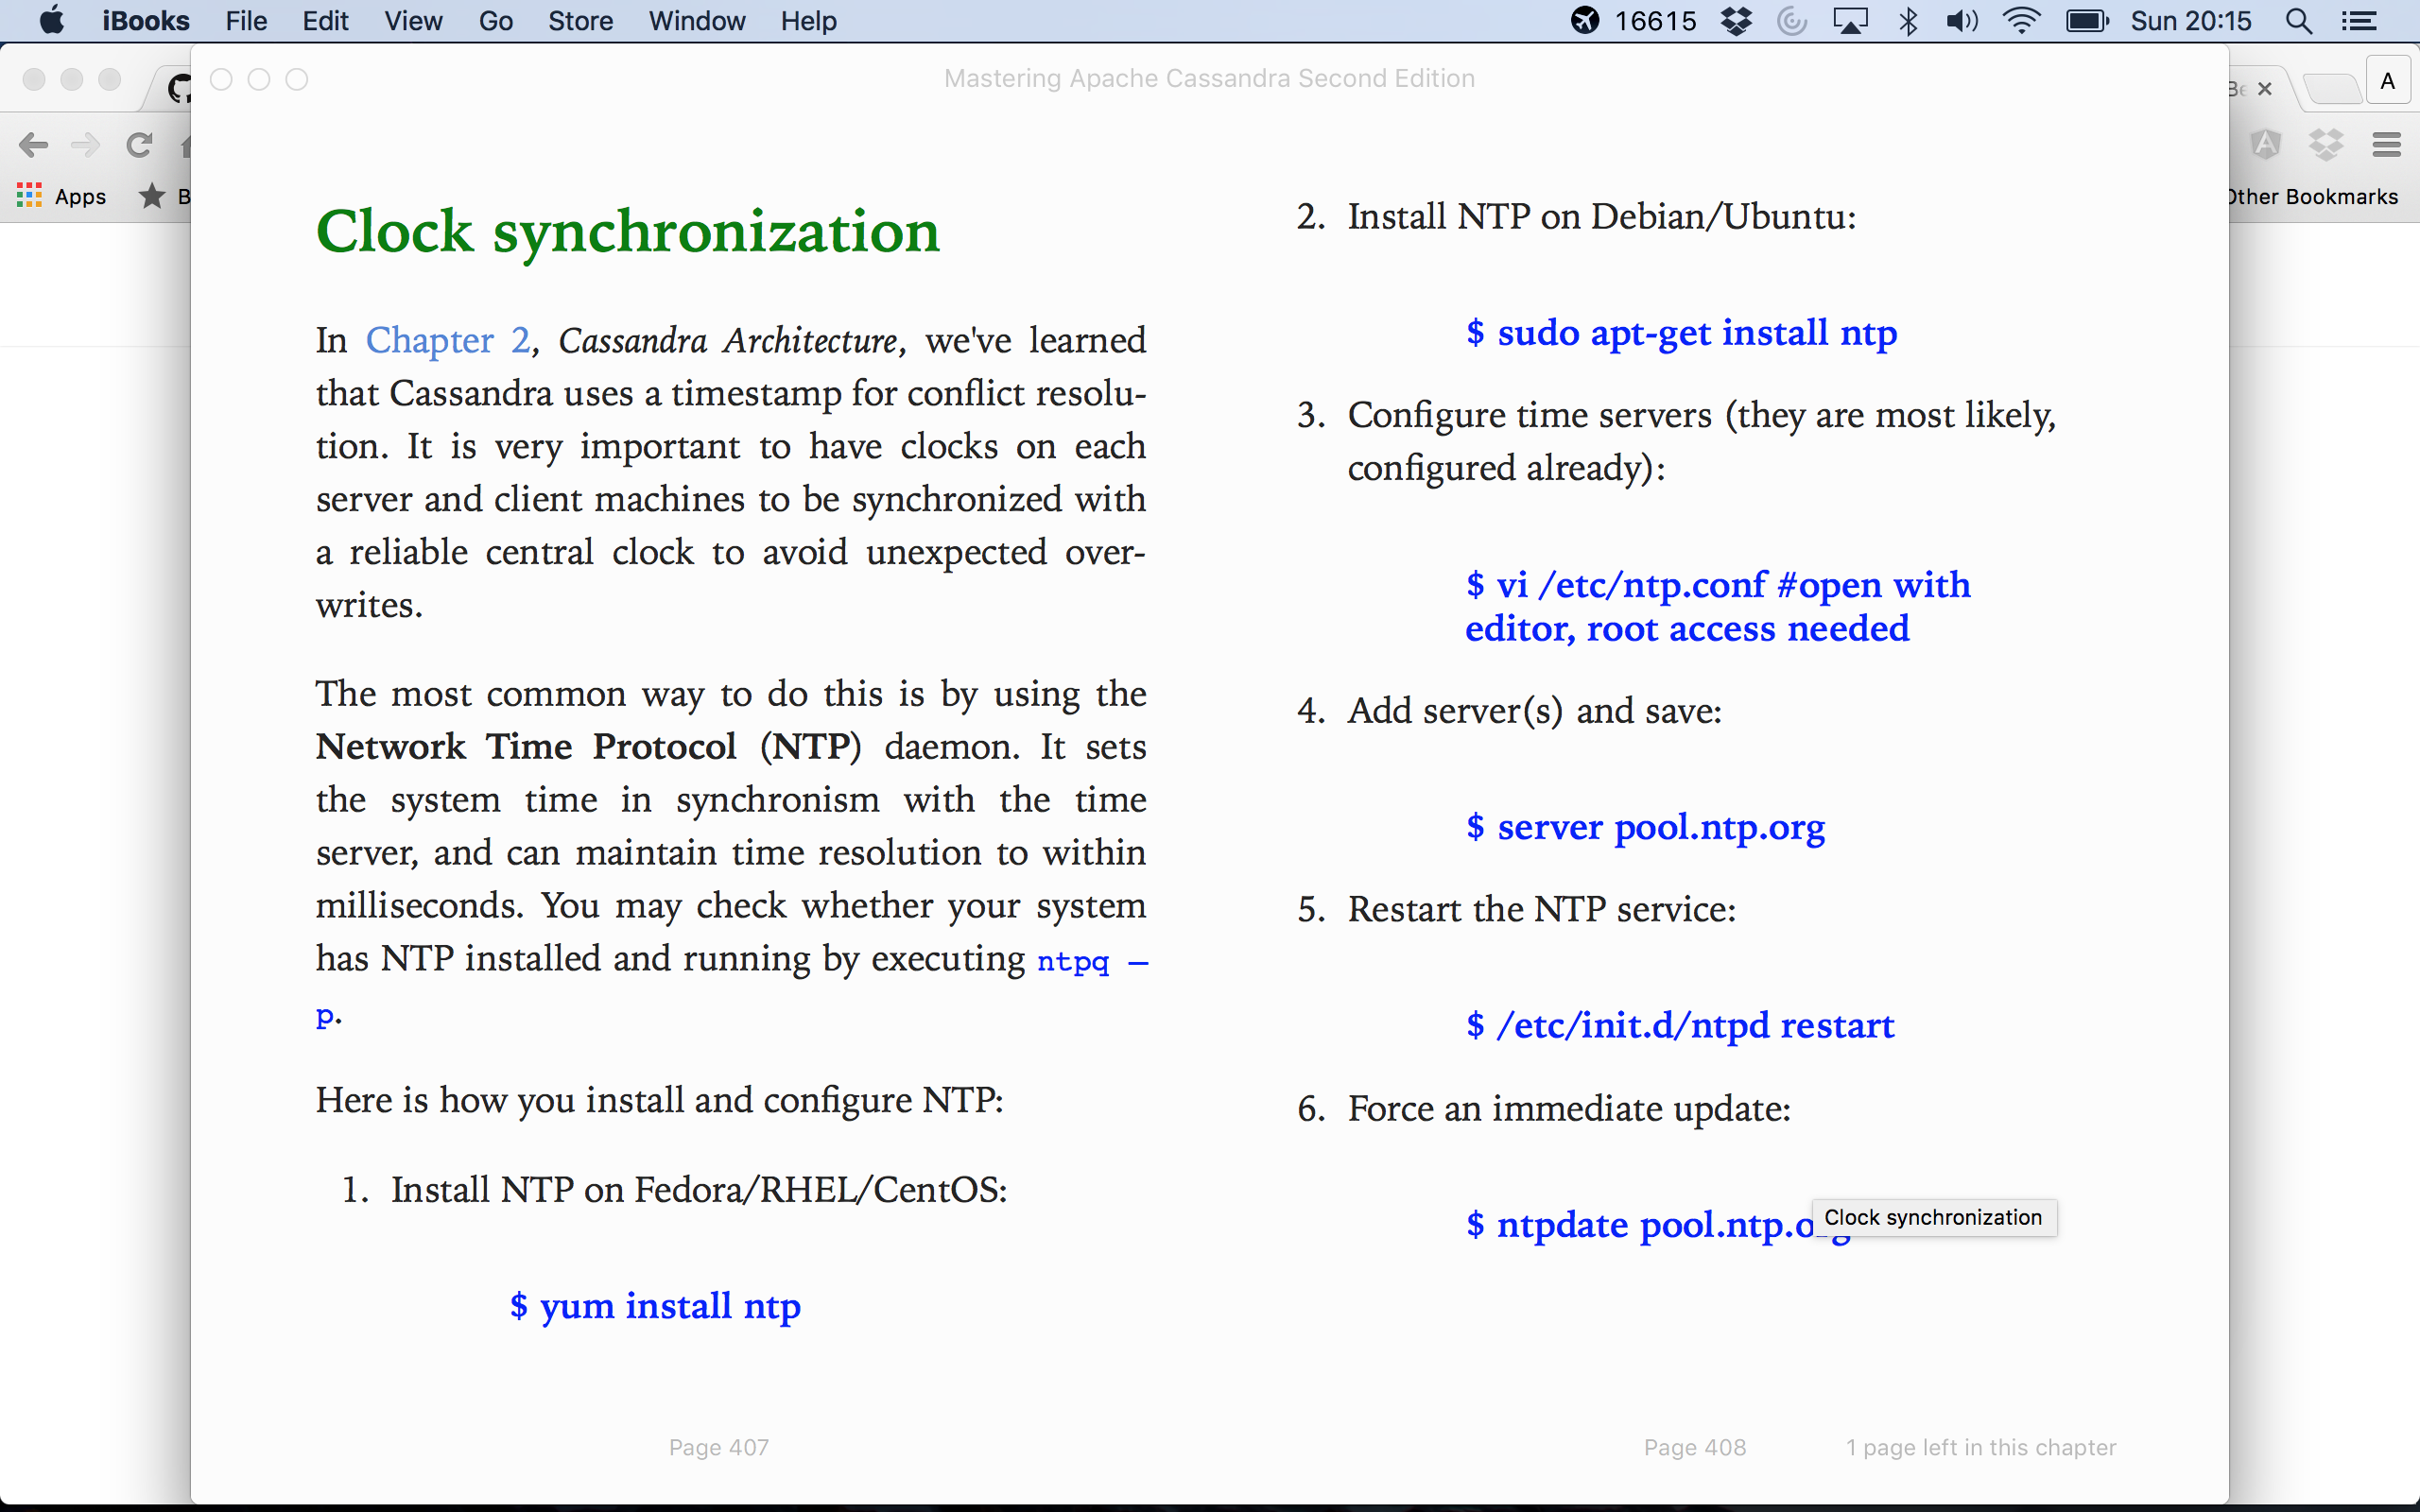 iBooks File Edit View Go Store Window Help 16615 Sun 20:15
Mastering Apache Cassandra Second Edition
A
Apps
Other Bookmarks
Clock synchronization
In Chapter 2, Cassandra Architecture, we've learned
that Cassandra uses a timestamp for conflict resolu-
tion. It is very important to have clocks on each
server and client machines to be synchronized with
a reliable central clock to avoid unexpected over-
writes.
The most common way to do this is by using the
Network Time Protocol (NTP) daemon. It sets
the system time in synchronism with the time
server, and can maintain time resolution to within
milliseconds. You may check whether your system
has NTP installed and running by executing ntpq –
p.
Here is how you install and configure NTP:
1. Install NTP on Fedora/RHEL/CentOS:
$ yum install ntp
2. Install NTP on Debian/Ubuntu:
$ sudo apt-get install ntp
3. Configure time servers (they are most likely,
configured already):
$ vi /etc/ntp.conf #open with
editor, root access needed
4. Add server(s) and save:
$ server pool.ntp.org
5. Restart the NTP service:
$ /etc/init.d/ntpd restart
6. Force an immediate update:
$ ntpdate pool.ntp.org
Clock synchronization
Page 407
Page 408
1 page left in this chapter